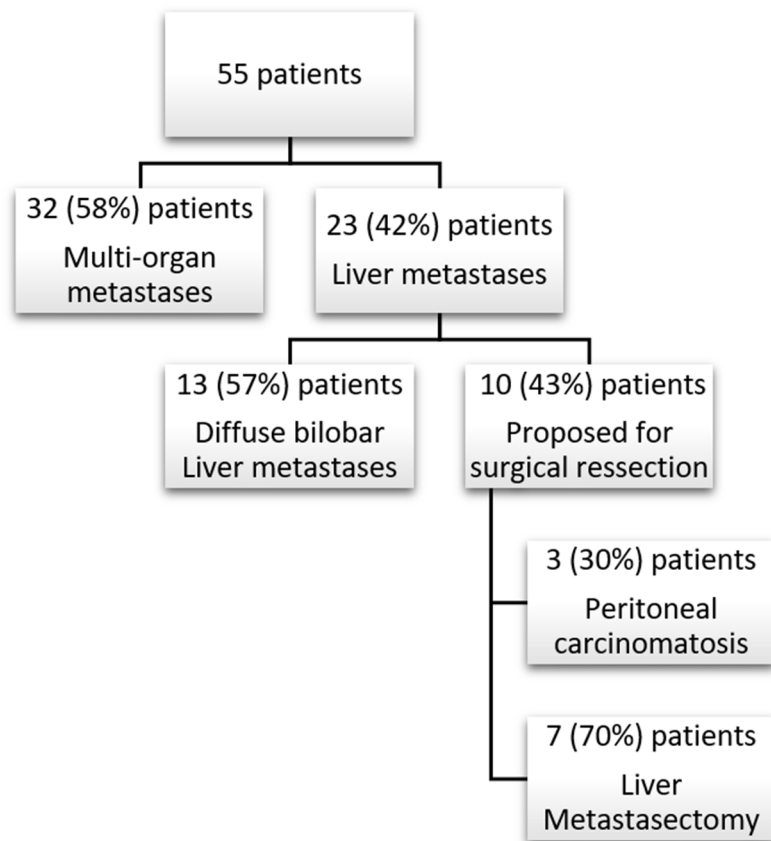 55 patients
32 (58%) patients
Multi-organ
metastases
23 (42%) patients
Liver metastases
13 (57%) patients
Diffuse bilobar
Liver metastases
10 (43%) patients
Proposed for
surgical ressection
3 (30%) patients
Peritoneal
carcinomatosis
7 (70%) patients
Liver
Metastasectomy